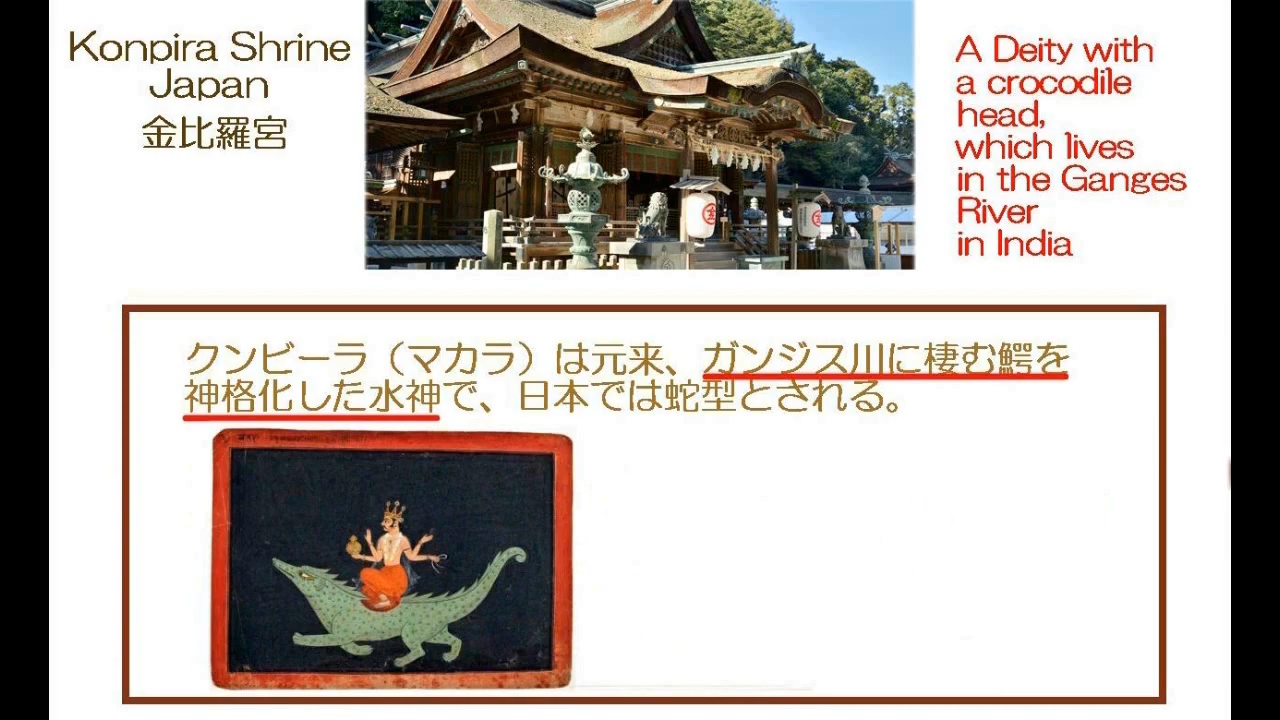 Konpira Shrine
Japan
金比羅宮
A Deity with
a crocodile
head,
which lives
in the Ganges
River
in India
クンビーラ（マカラ）は元来、ガンジス川に棲む鰐を
神格化した水神で、日本では蛇型とされる。